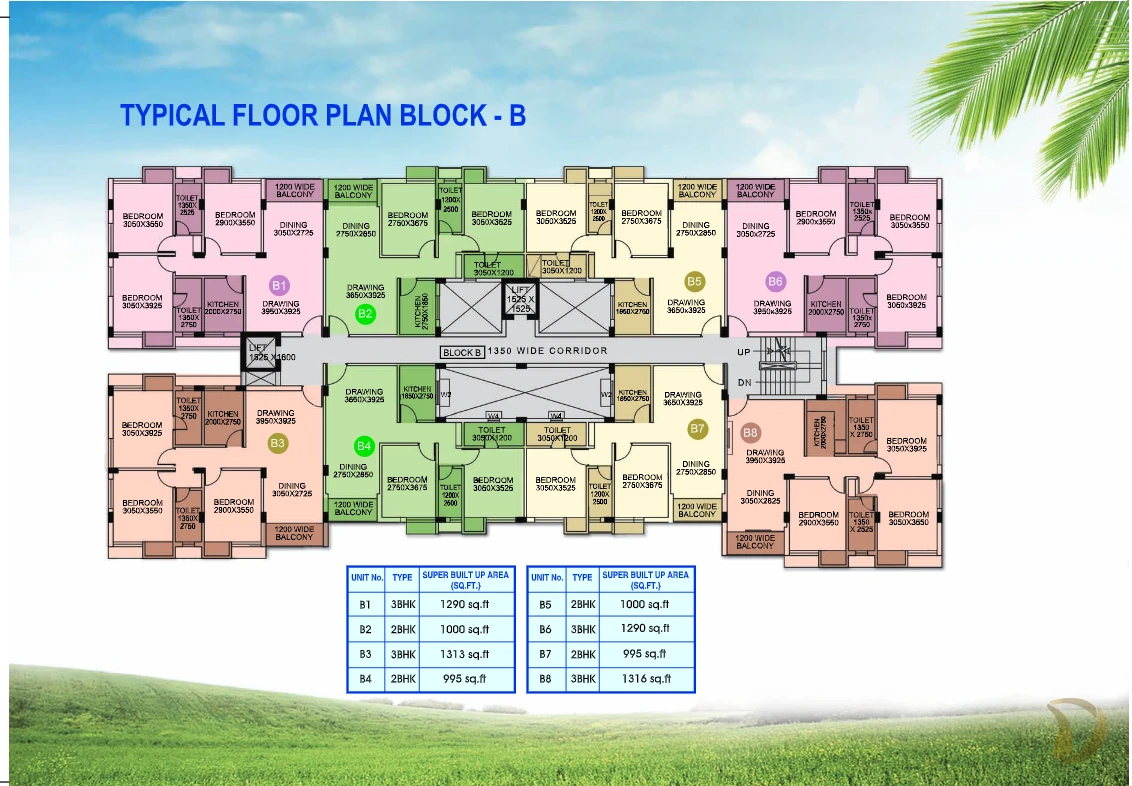 TYPICAL FLOOR PLAN BLOCK - B
BEDROOM
3050X3550
TOILET
1350X
2525
BEDROOM
2900X3550
1200 WIDE
BALCONY
DINING
3050X2725
BEDROOM
3050X3925
TOILET
1350X
2750
KITCHEN
2000X2750
B1
DRAWING
3950X3925
1200 WIDE
BALCONY
DINING
2750X2850
BEDROOM
2750X3675
TOILET
1200X
2500
BEDROOM
3050X3525
TOILET
3050X1200
DRAWING
3650X3925
B2
KITCHEN
2750X1850
LIFT
1525 X
1525
BEDROOM
3050X3525
TOILET
1200X
2500
BEDROOM
2750X3675
1200 WIDE
BALCONY
DINING
2750X2850
TOILET
3050X1200
KITCHEN
1650X2750
B5
DRAWING
3650X3925
1200 WIDE
BALCONY
DINING
3050X2725
BEDROOM
2900X3550
TOILET
1350X
2525
BEDROOM
3050X3550
B6
DRAWING
3950X3925
KITCHEN
2000X2750
TOILET
1350X
2750
BEDROOM
3050X3925
LIFT
1525 X1600
BLOCK B
1350 WIDE CORRIDOR
UP
DN
BEDROOM
3050X3925
TOILET
1350X
2750
KITCHEN
2000X2750
DRAWING
3950X3925
B3
BEDROOM
3050X3550
TOILET
1350X
2750
BEDROOM
2900X3550
DINING
3050X2725
1200 WIDE
BALCONY
DRAWING
3650X3925
KITCHEN
1650X2750
W2
W4
W4
W2
B4
TOILET
3050X1200
DINING
2750X2850
BEDROOM
2750X3675
TOILET
1200X
2500
BEDROOM
3050X3525
1200 WIDE
BALCONY
KITCHEN
1650X2750
DRAWING
3650X3925
B7
TOILET
3050X1200
BEDROOM
3050X3525
TOILET
1200X
2500
BEDROOM
2750X3675
DINING
2750X2850
1200 WIDE
BALCONY
B8
DRAWING
3950X3925
KITCHEN
2000X2750
TOILET
1350
X 2750
BEDROOM
3050X3925
DINING
3050X2825
BEDROOM
2900X3550
TOILET
1350
X 2525
BEDROOM
3050X3550
1200 WIDE
BALCONY
UNIT No. TYPE SUPER BUILT UP AREA
(SQ.FT.)
B1 3BHK 1290 sq.ft
B2 2BHK 1000 sq.ft
B3 3BHK 1313 sq.ft
B4 2BHK 995 sq.ft
UNIT No. TYPE SUPER BUILT UP AREA
(SQ.FT.)
B5 2BHK 1000 sq.ft
B6 3BHK 1290 sq.ft
B7 2BHK 995 sq.ft
B8 3BHK 1316 sq.ft